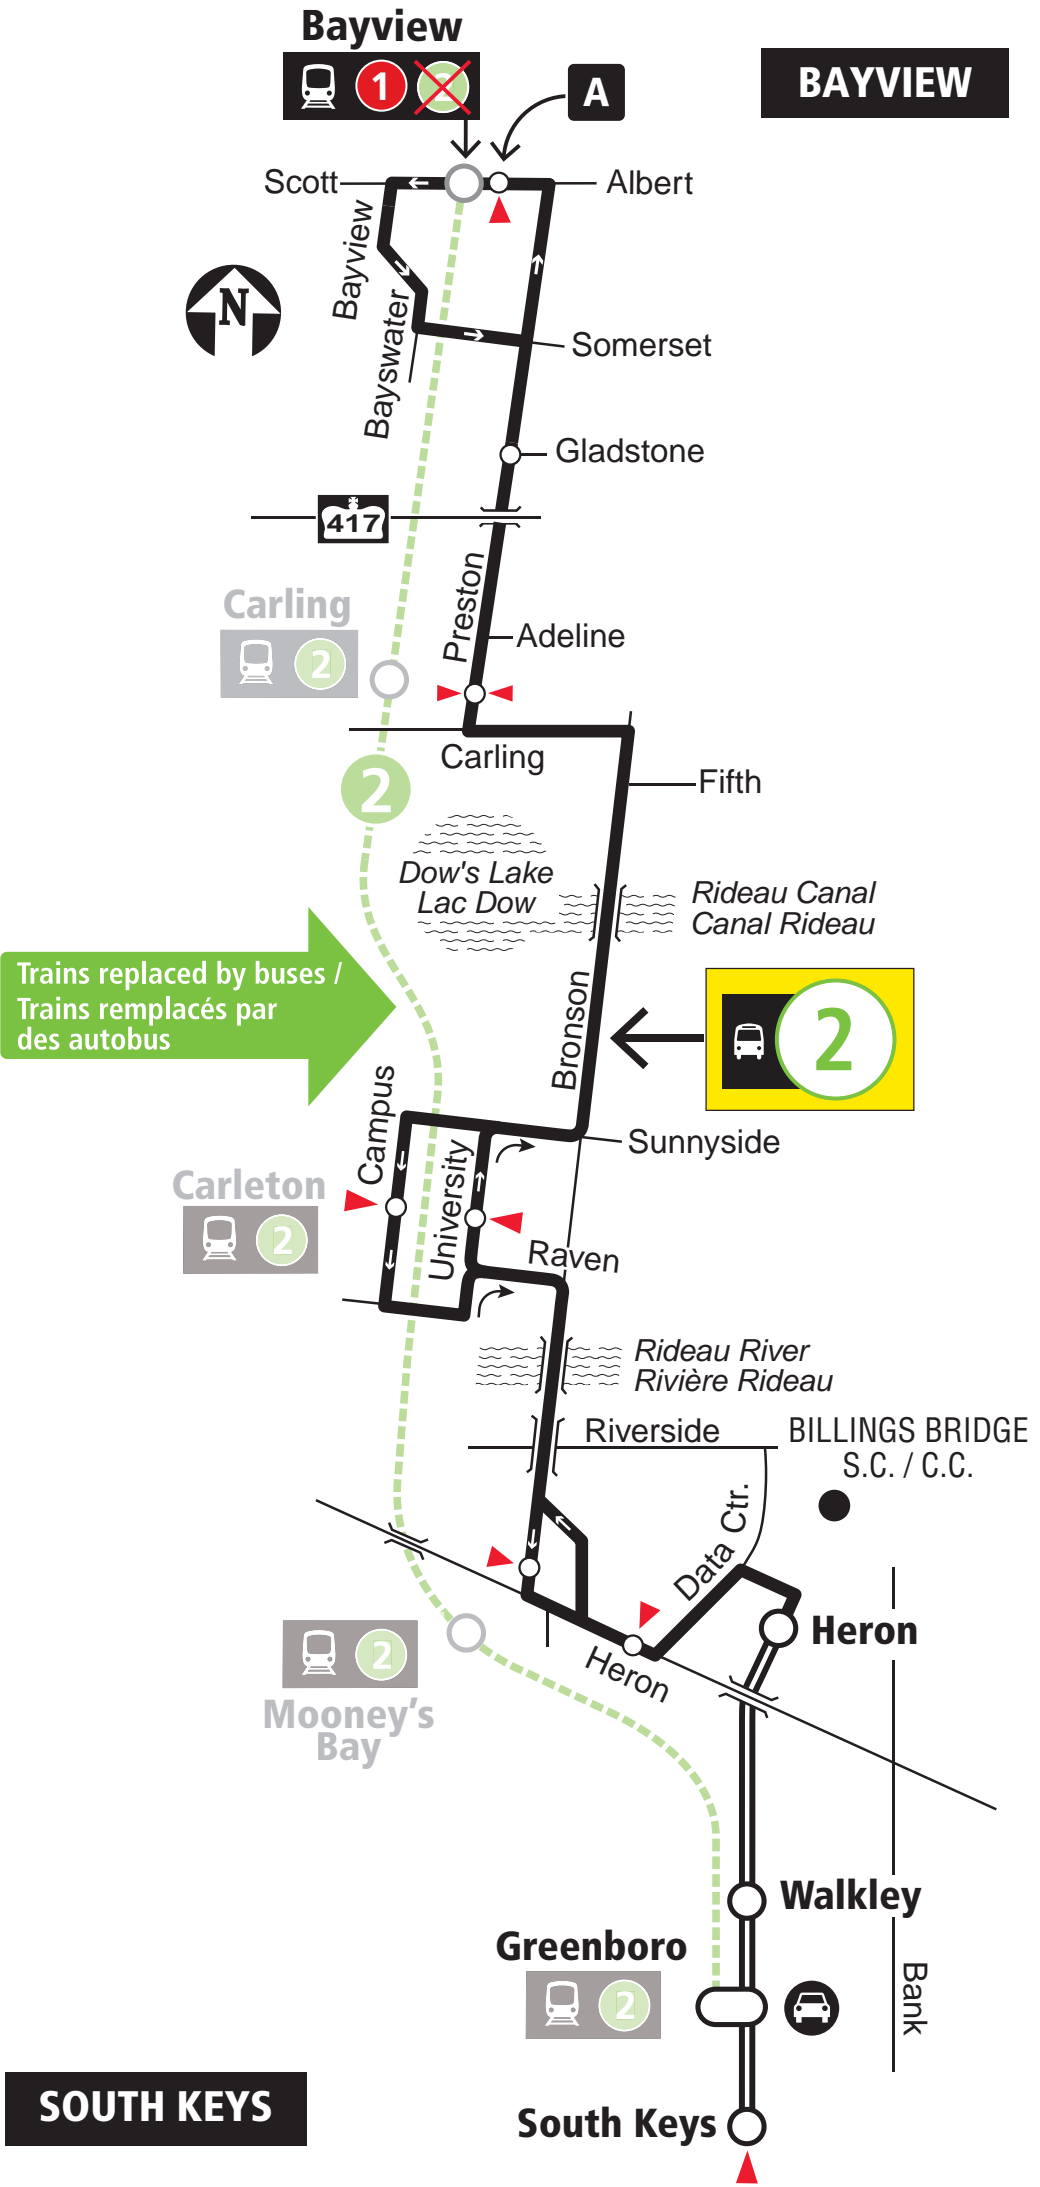 Bayview
1 2
A
BAYVIEW
Scott
Albert
Bayview
N
Bayswater
Somerset
Gladstone
417
Preston
Carling
2
Adeline
Carling
Fifth
2
Dow's Lake
Lac Dow
Rideau Canal
Canal Rideau
Trains replaced by buses /
Trains remplacés par
des autobus
Bronson
2
Campus
University
Sunnyside
Carleton
2
Raven
Rideau River
Rivière Rideau
Riverside
BILLINGS BRIDGE
S.C. / C.C.
Data Ctr.
Heron
Heron
2
Mooney's
Bay
Walkley
Greenboro
2
Bank
SOUTH KEYS
South Keys